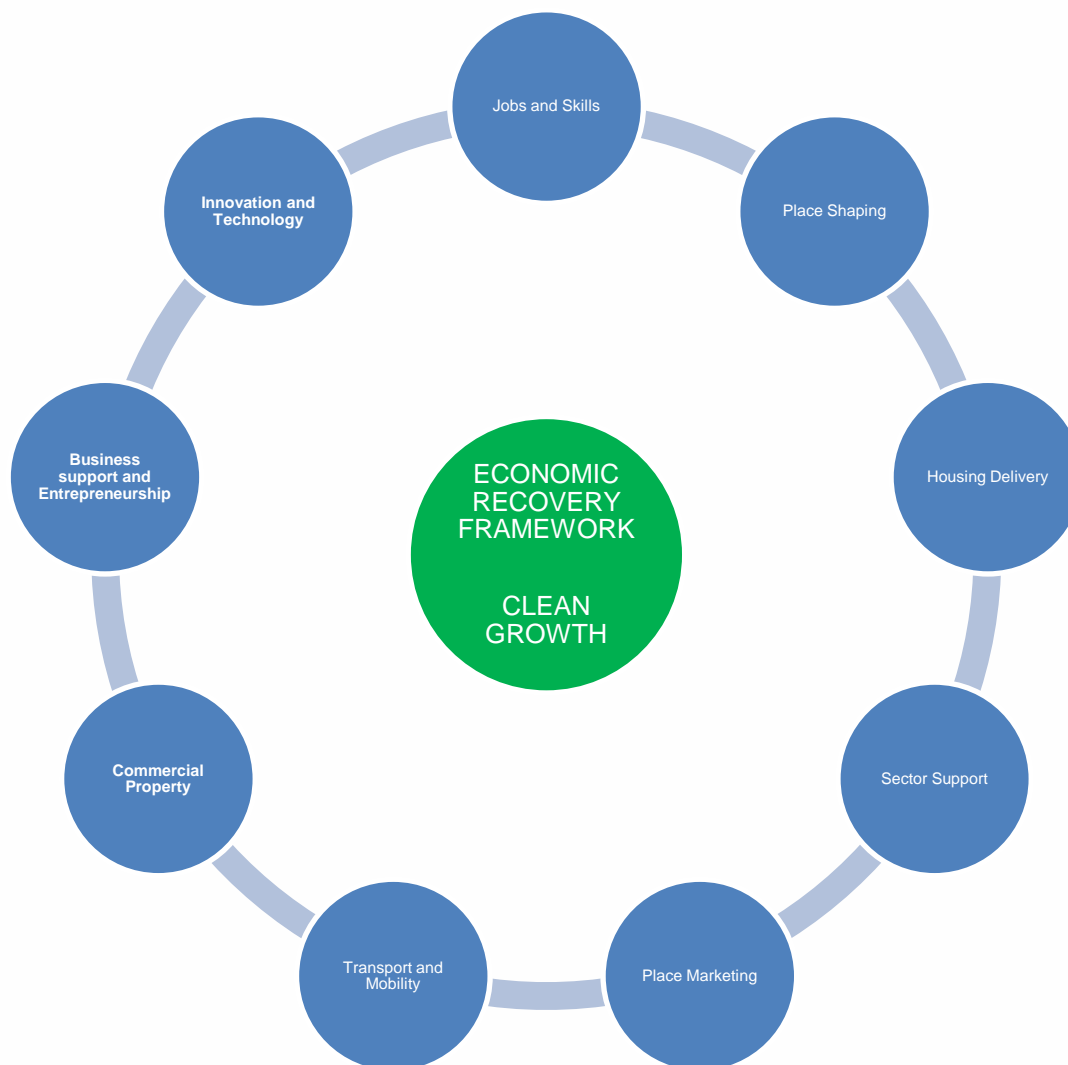 Jobs and Skills
Place Shaping
Housing Delivery
Sector Support
Place Marketing
Transport and
Mobility
Commercial
Property
Business
support and
Entrepreneurship
Innovation and
Technology
ECONOMIC
RECOVERY
FRAMEWORK
CLEAN
GROWTH